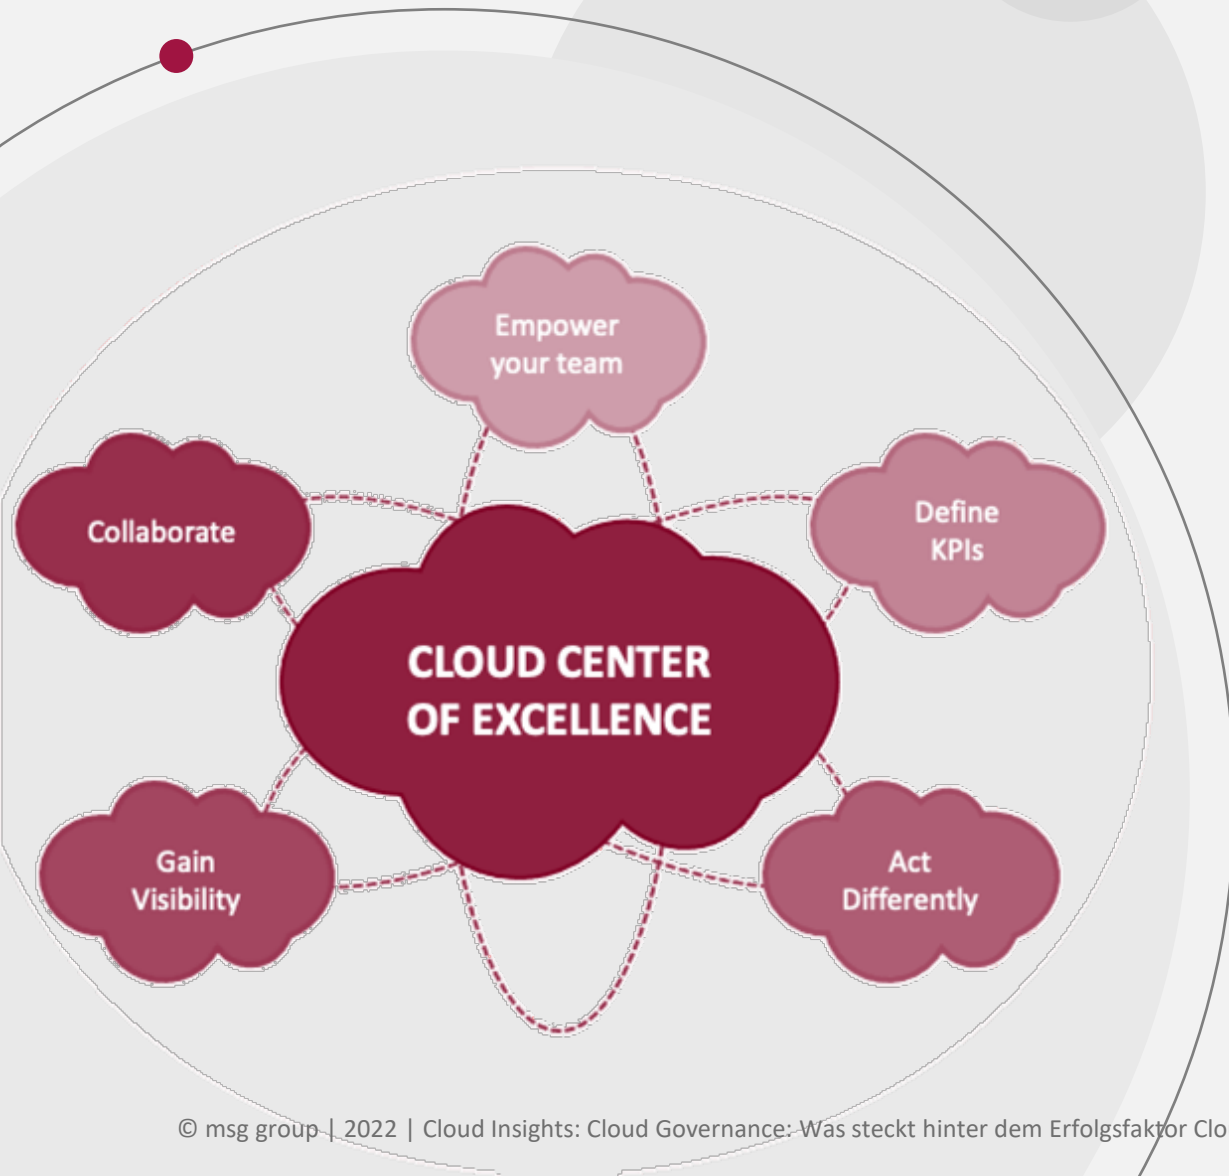 Empower
your team
Collaborate
Define
KPIs
CLOUD CENTER
OF EXCELLENCE
Gain
Visibility
Act
Differently
© msg group | 2022 | Cloud Insights: Cloud Governance: Was steckt hinter dem Erfolgsfaktor Clo